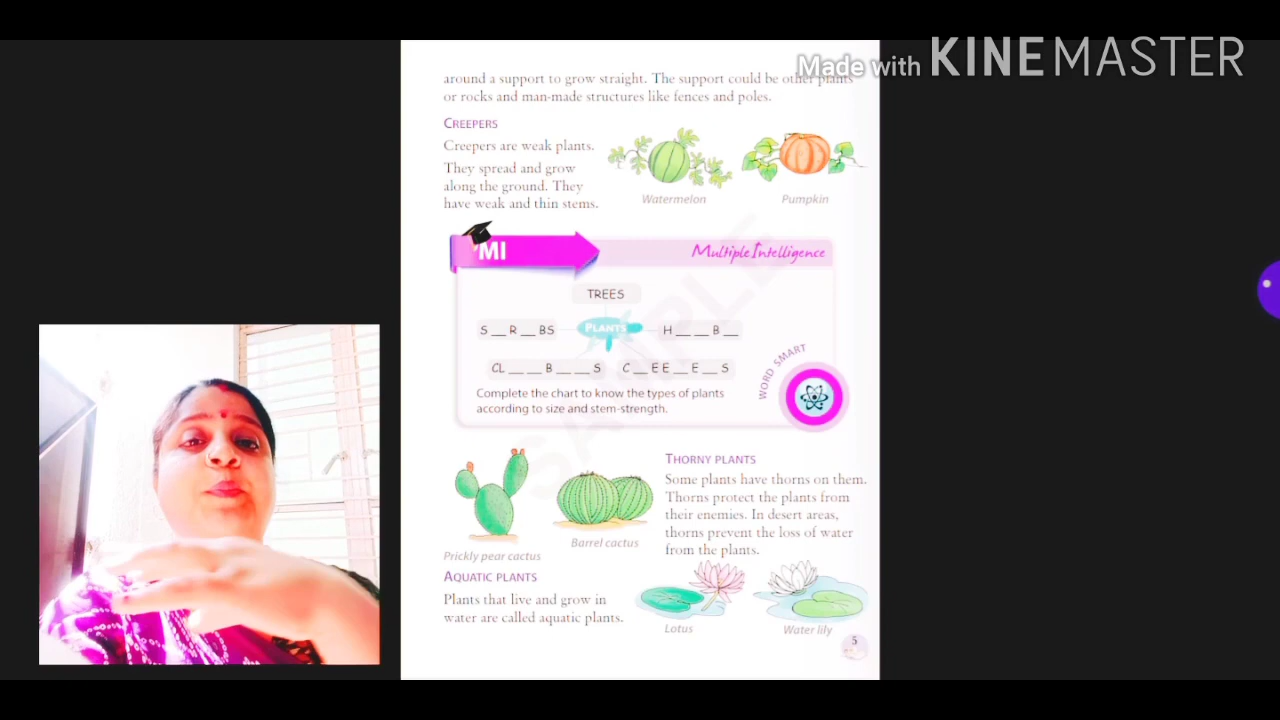 Made with KINEMASTER
around a support to grow straight. The support could be other plants
or rocks and man-made structures like fences and poles.
CREEPERS
Creepers are weak plants.
They spread and grow
along the ground. They
have weak and thin stems.
Watermelon
Pumpkin
MI
Multiple Intelligence
TREES
S __ R __ BS
PLANTS
H __ __ B __
CL __ __ B __ __ S
C __ EE __ E __ S
Complete the chart to know the types of plants
according to size and stem-strength.
WORD SMART
SAMPLE
Prickly pear cactus
Barrel cactus
THORNY PLANTS
Some plants have thorns on them.
Thorns protect the plants from
their enemies. In desert areas,
thorns prevent the loss of water
from the plants.
AQUATIC PLANTS
Plants that live and grow in
water are called aquatic plants.
Lotus
Water lily
5